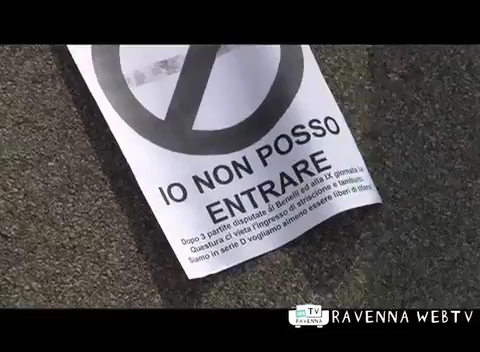 IO NON POSSO
ENTRARE
Dopo 3 partite disputate al Benelli ed alla IX giornata la
Questura ci vieta l'ingresso di striscione e tamburo.
Siamo in serie D vogliamo almeno essere liberi di tifare
TV
RAVENNA
RAVENNA WEBTV